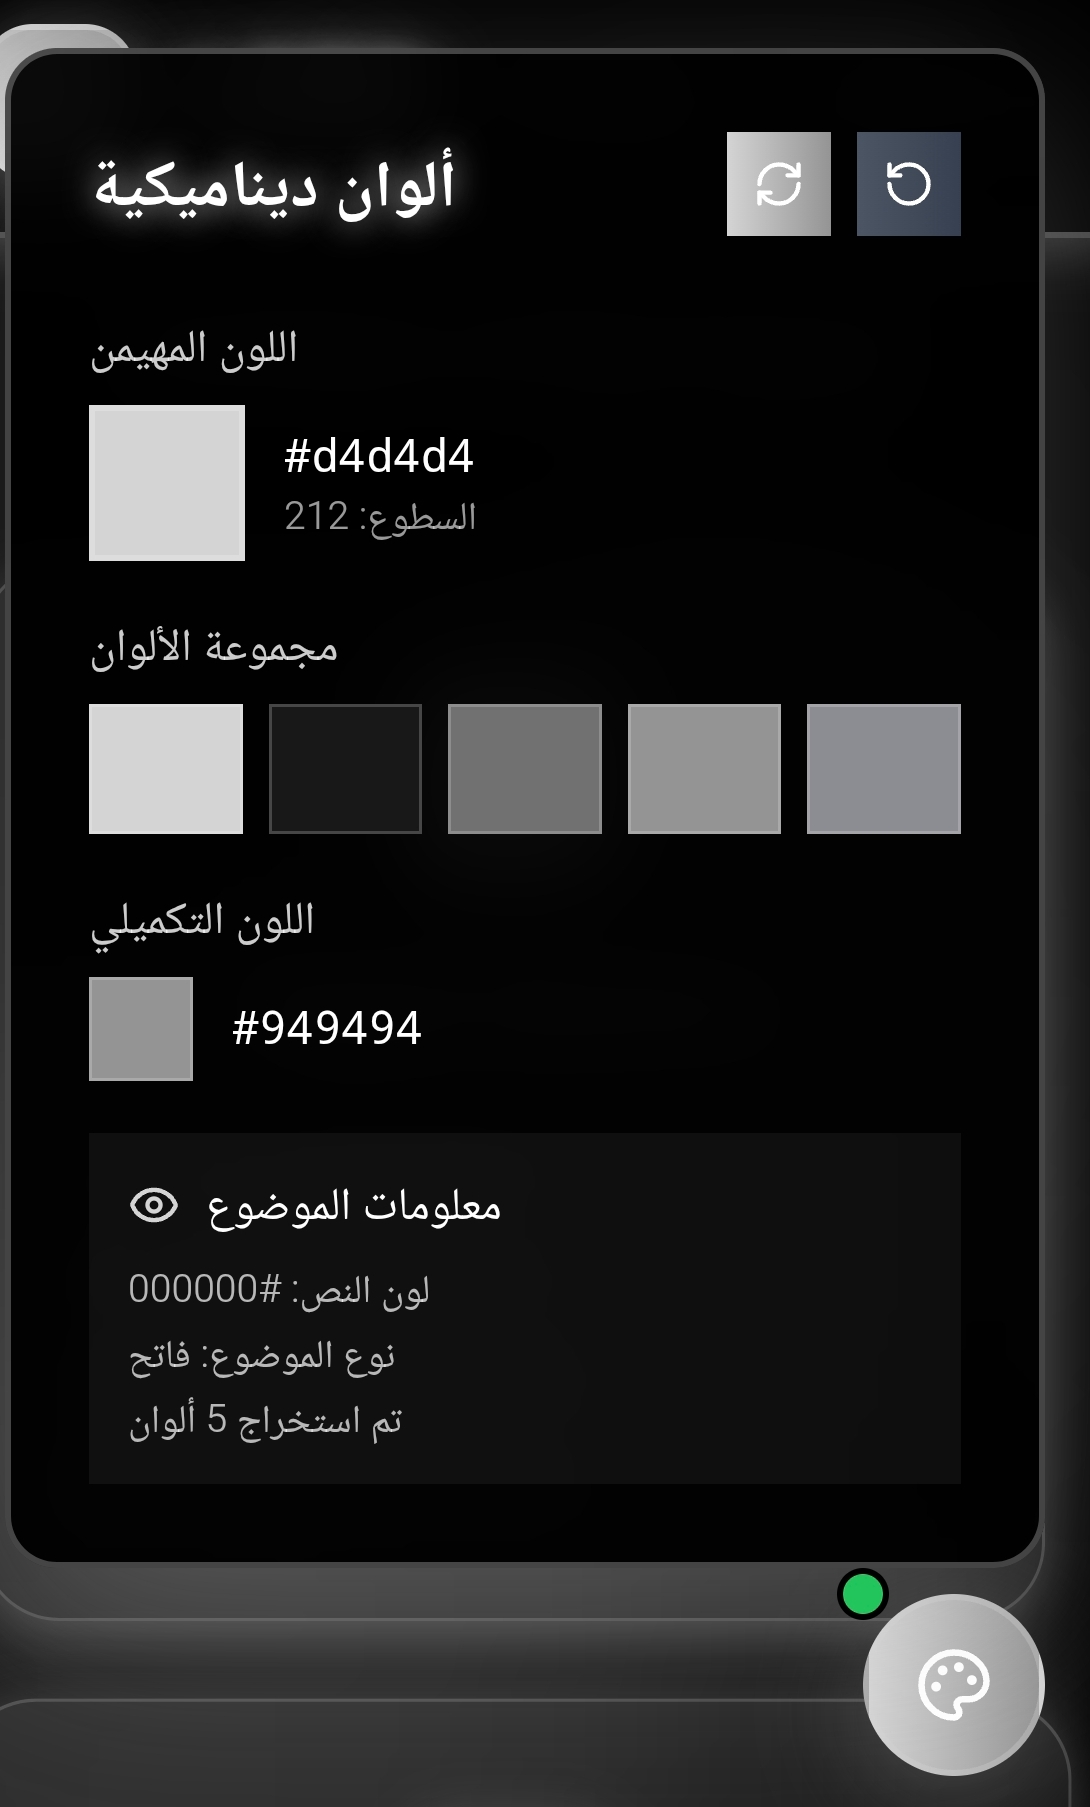 ألوان ديناميكية
اللون المهيمن
#d4d4d4
السطوع: 212
مجموعة الألوان
اللون التكميلي
#949494
معلومات الموضوع
لون النص: #000000
نوع الموضوع: فاتح
تم استخراج 5 ألوان